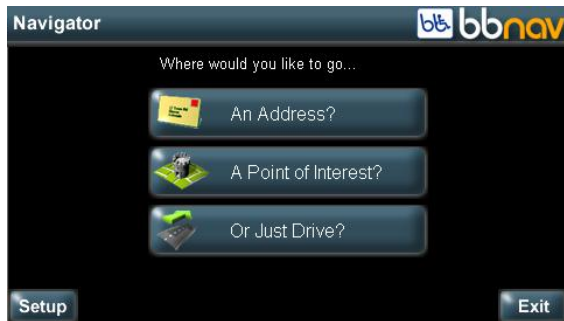 Navigator
bbnav
Where would you like to go...
An Address?
A Point of Interest?
Or Just Drive?
Setup
Exit